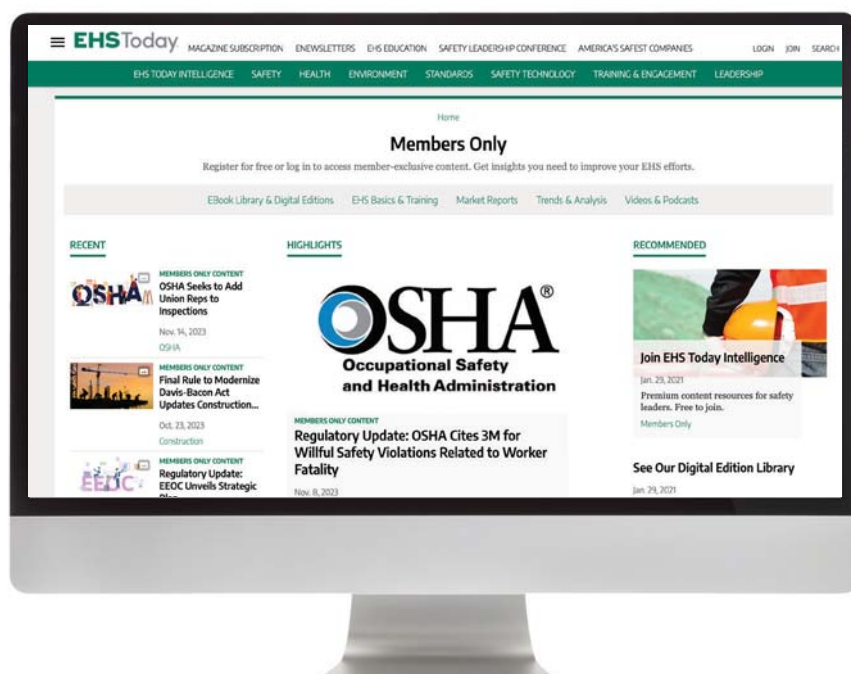 EHSToday
MAGAZINE SUBSCRIPTION ENEWSLETTERS EHS EDUCATION SAFETY LEADERSHIP CONFERENCE AMERICA'S SAFEST COMPANIES LOGIN JOIN SEARCH
EHS TODAY INTELLIGENCE SAFETY HEALTH ENVIRONMENT STANDARDS SAFETY TECHNOLOGY TRAINING & ENGAGEMENT LEADERSHIP
Home
Members Only
Register for free or log in to access member-exclusive content. Get insights you need to improve your EHS efforts.
EBook Library & Digital Editions EHS Basics & Training Market Reports Trends & Analysis Videos & Podcasts
RECENT
OSHA
MEMBERS ONLY CONTENT
OSHA Seeks to Add
Union Reps to
Inspections
Nov. 14, 2023
OSHA
MEMBERS ONLY CONTENT
Final Rule to Modernize
Davis-Bacon Act
Updates Construction...
Oct. 23, 2023
Construction
EEOC
MEMBERS ONLY CONTENT
Regulatory Update:
EEOC Unveils Strategic
HIGHLIGHTS
OSHA®
Occupational Safety
and Health Administration
MEMBERS ONLY CONTENT
Regulatory Update: OSHA Cites 3M for
Willful Safety Violations Related to Worker
Fatality
Nov. 8, 2023
RECOMMENDED
Join EHS Today Intelligence
Jan. 29, 2021
Premium content resources for safety
leaders. Free to join.
Members Only
See Our Digital Edition Library
Jan. 29, 2021